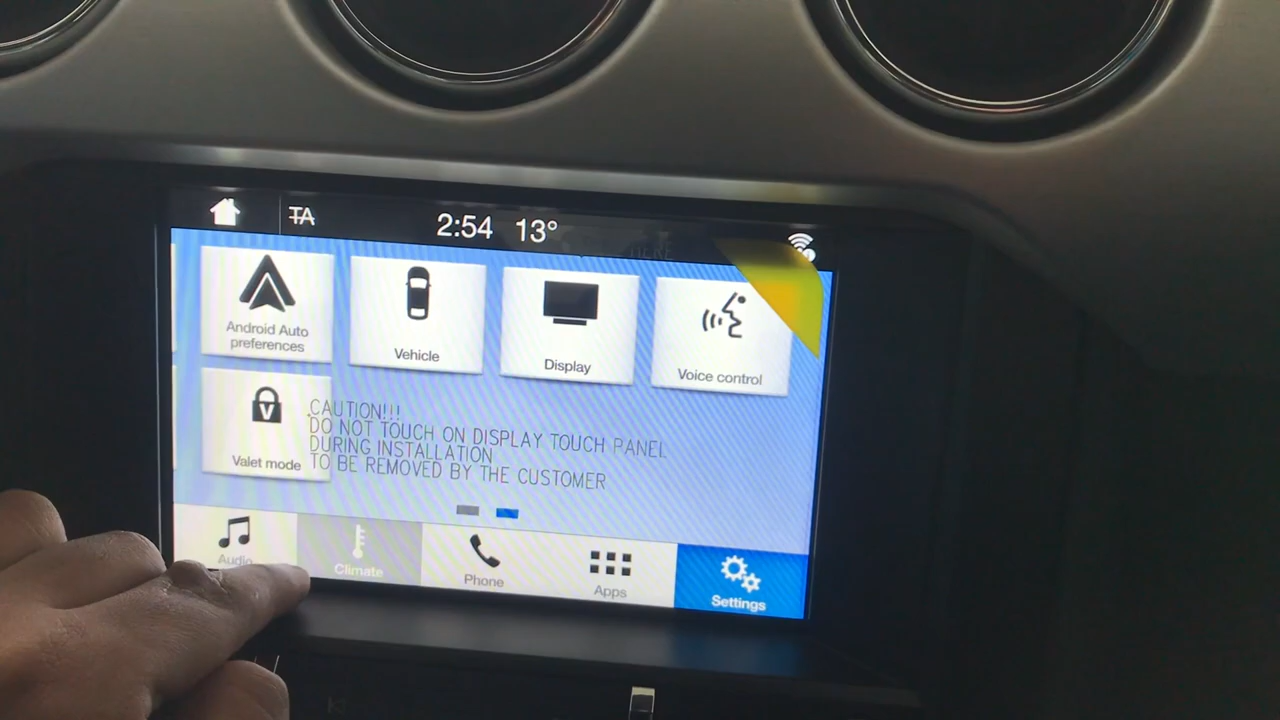 TA 2:54 13°
HERE
Android Auto
preferences
Vehicle
Display
Voice control
Valet mode
CAUTION!!!
DO NOT TOUCH ON DISPLAY TOUCH PANEL
DURING INSTALLATION
TO BE REMOVED BY THE CUSTOMER
Audio
Climate
Phone
Apps
Settings